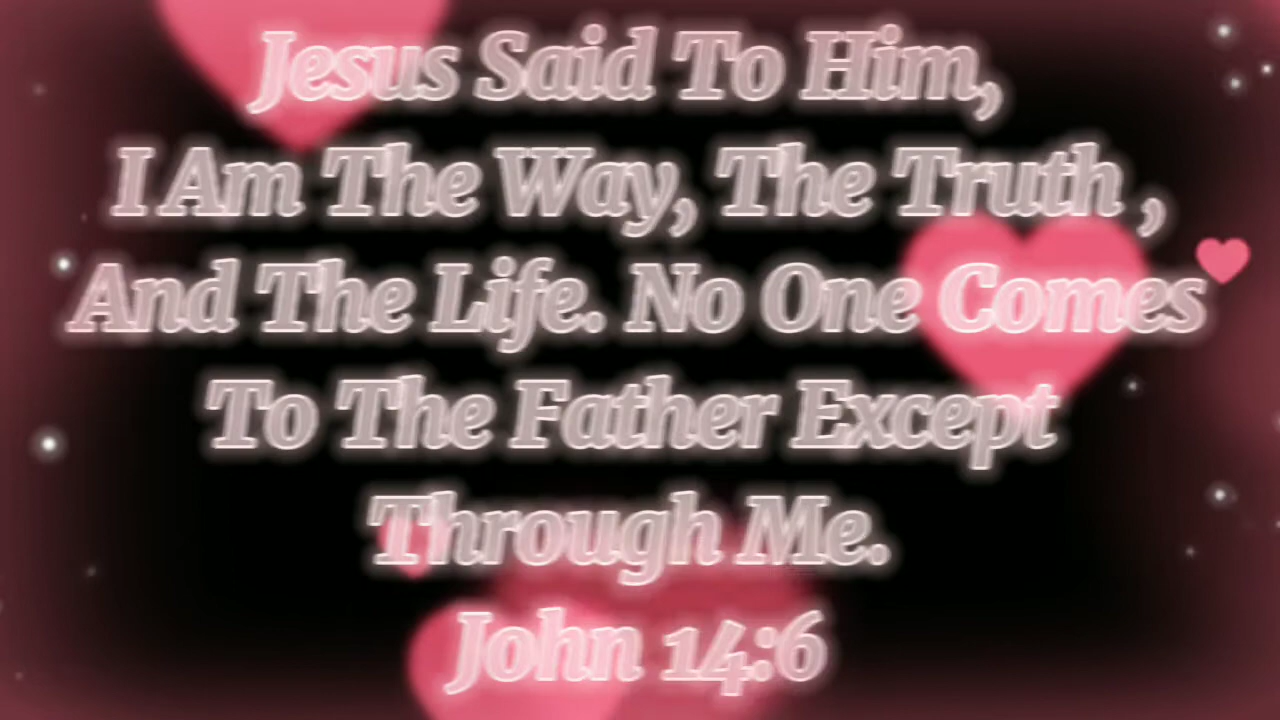 Jesus Said To Him,
I Am The Way, The Truth ,
And The Life. No One Comes
To The Father Except
Through Me.
John 14:6